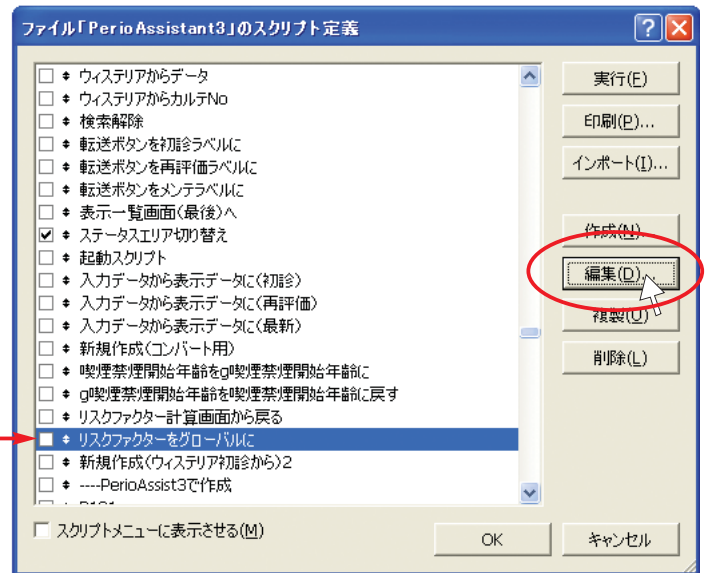 ファイル「PerioAssistant3」のスクリプト定義
ウィステリアからデータ
ウィステリアからカルテNo
検索解除
転送ボタンを初診ラベルに
転送ボタンを再評価ラベルに
転送ボタンをメンテラベルに
表示一覧画面(最後)へ
ステータスエリア切り替え
起動スクリプト
入力データから表示データに(初診)
入力データから表示データに(再評価)
入力データから表示データに(最新)
新規作成(コンバート用)
喫煙禁煙開始年齢をg喫煙禁煙開始年齢に
g喫煙禁煙開始年齢を喫煙禁煙開始年齢に戻す
リスクファクター計算画面から戻る
リスクファクターをグローバルに
新規作成(ウィステリア初診から)2
----PerioAssist3で作成
スクリプトメニューに表示させる(M)
実行(E)
印刷(P)...
インポート(I)...
作成(N)...
編集(D)...
複製(U)
削除(L)
OK
キャンセル